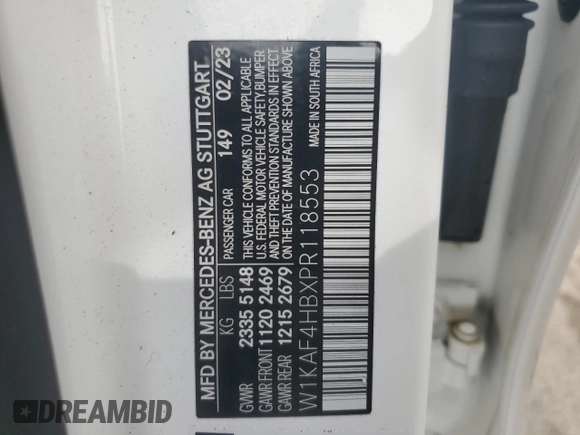 MFD BY MERCEDES-BENZ AG STUTTGART
KG LBS PASSENGER CAR 149 02/23
GVWR 2335 5148 THIS VEHICLE CONFORMS TO ALL APPLICABLE
GAWR FRONT 1120 2469 U.S. FEDERAL MOTOR VEHICLE SAFETY,BUMPER
AND THEFT PREVENTION STANDARDS IN EFFECT
GAWR REAR 1215 2679 ON THE DATE OF MANUFACTURE SHOWN ABOVE
W1KAF4HBXPR118553 MADE IN SOUTH AFRICA
DREAMBID